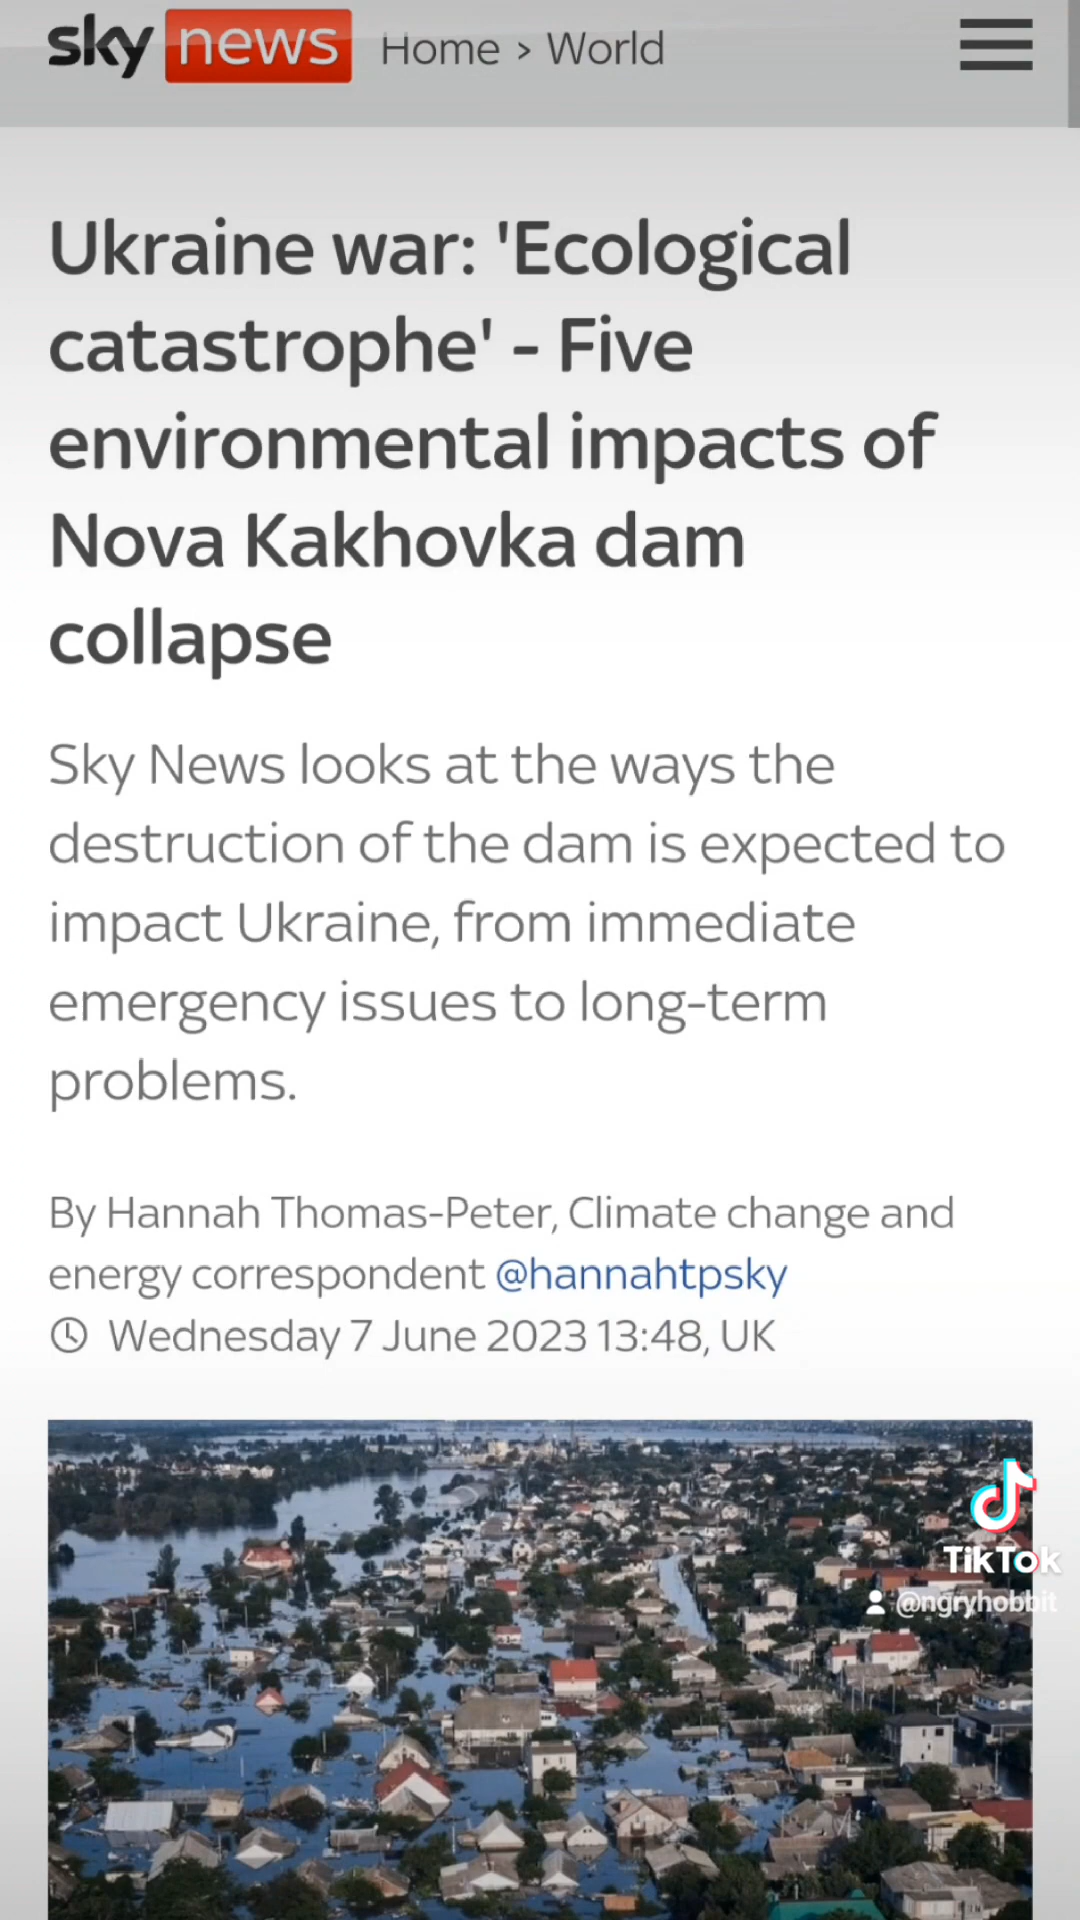 sky news Home > World
Ukraine war: 'Ecological
catastrophe' - Five
environmental impacts of
Nova Kakhovka dam
collapse
Sky News looks at the ways the
destruction of the dam is expected to
impact Ukraine, from immediate
emergency issues to long-term
problems.
By Hannah Thomas-Peter, Climate change and
energy correspondent @hannahtpsky
Wednesday 7 June 2023 13:48, UK
TikTok
@ngryhobbit